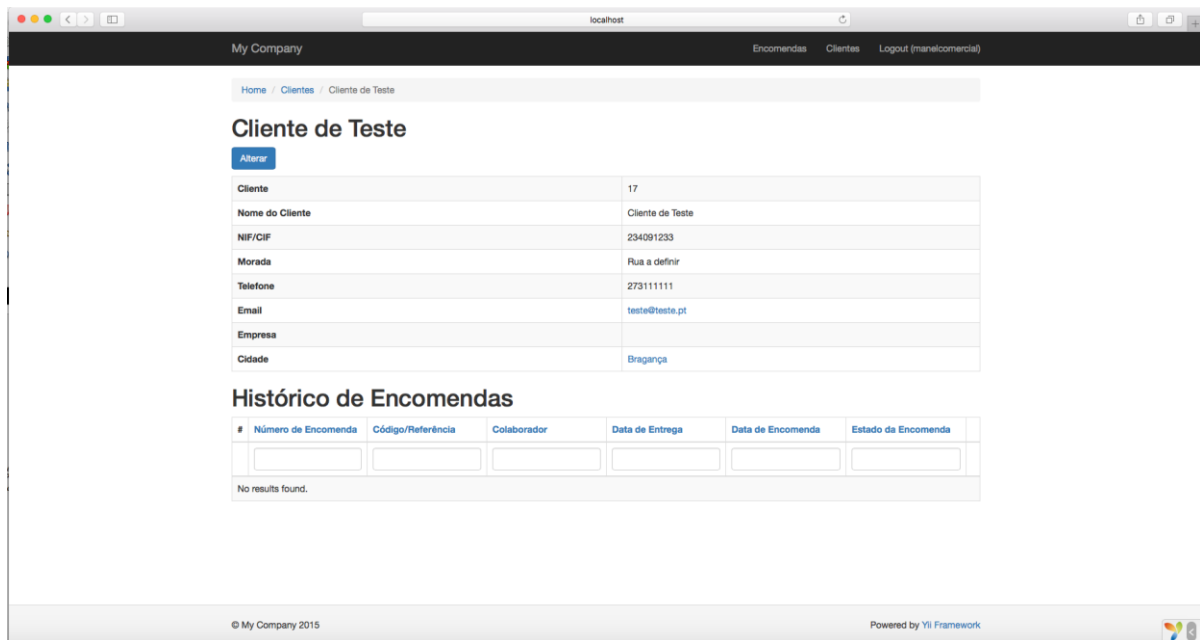 localhost
My Company Encomendas Clientes Logout (manelcomercial)
Home / Clientes / Cliente de Teste
Cliente de Teste
Alterar
Cliente 17
Nome do Cliente Cliente de Teste
NIF/CIF 234091233
Morada Rua a definir
Telefone 273111111
Email teste@teste.pt
Empresa
Cidade Bragança
Histórico de Encomendas
# Número de Encomenda Código/Referência Colaborador Data de Entrega Data de Encomenda Estado da Encomenda
No results found.
© My Company 2015 Powered by Yii Framework